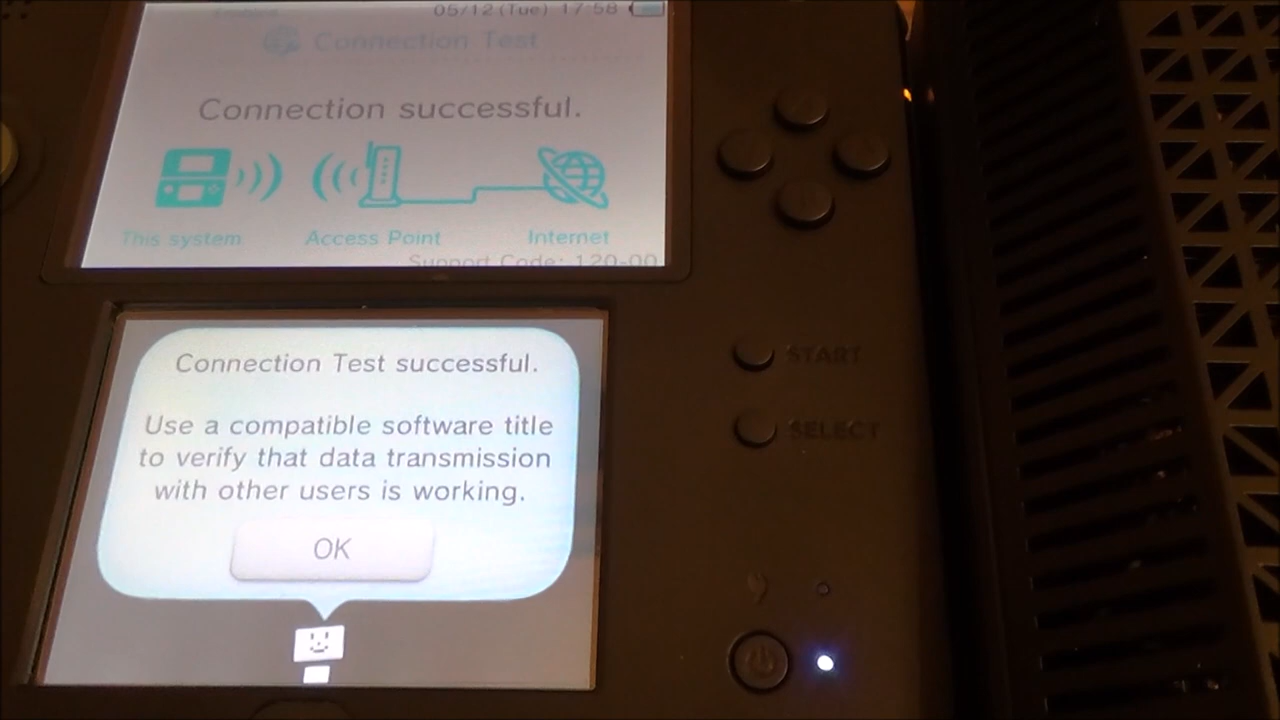 05/12 (Tue) 17:58
Connection Test
Connection successful.
This system
Access Point
Internet
Support Code: 120-00
Connection Test successful.
Use a compatible software title
to verify that data transmission
with other users is working.
OK
START
SELECT